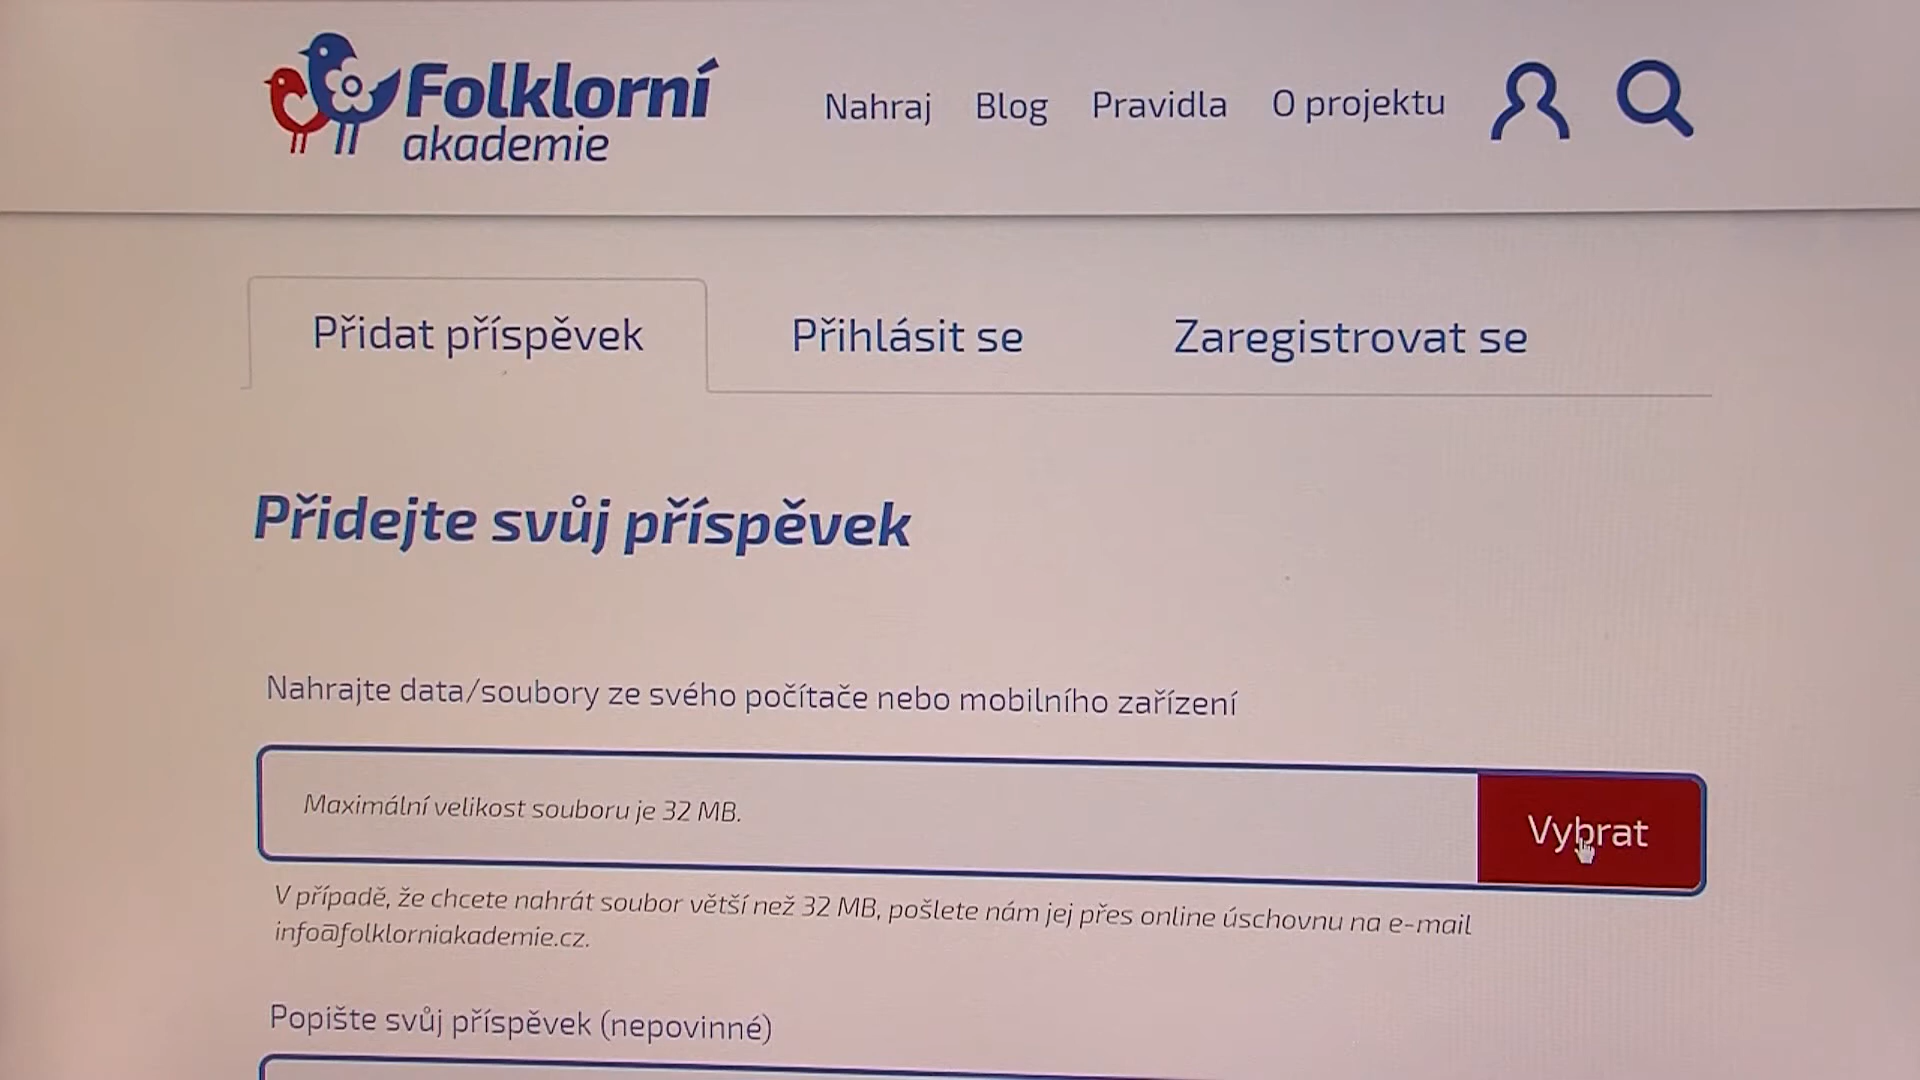 Folklorní
akademie
Nahraj Blog Pravidla O projektu
Přidat příspěvek Přihlásit se Zaregistrovat se
Přidejte svůj příspěvek
Nahrajte data/soubory ze svého počítače nebo mobilního zařízení
Maximální velikost souboru je 32 MB.
Vybrat
V případě, že chcete nahrát soubor větší než 32 MB, pošlete nám jej přes online úschovnu na e-mail
info@folklorniakademie.cz.
Popište svůj příspěvek (nepovinné)